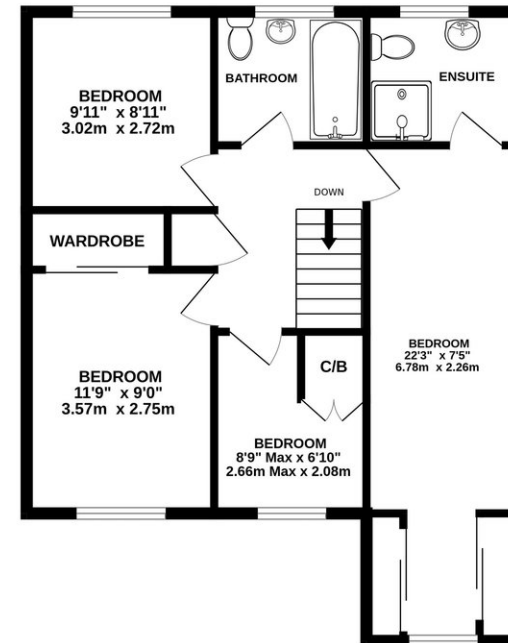 BEDROOM
9'11" x 8'11"
3.02m x 2.72m
BATHROOM
ENSUITE
DOWN
WARDROBE
BEDROOM
11'9" x 9'0"
3.57m x 2.75m
C/B
BEDROOM
8'9" Max x 6'10"
2.66m Max x 2.08m
BEDROOM
22'3" x 7'5"
6.78m x 2.26m